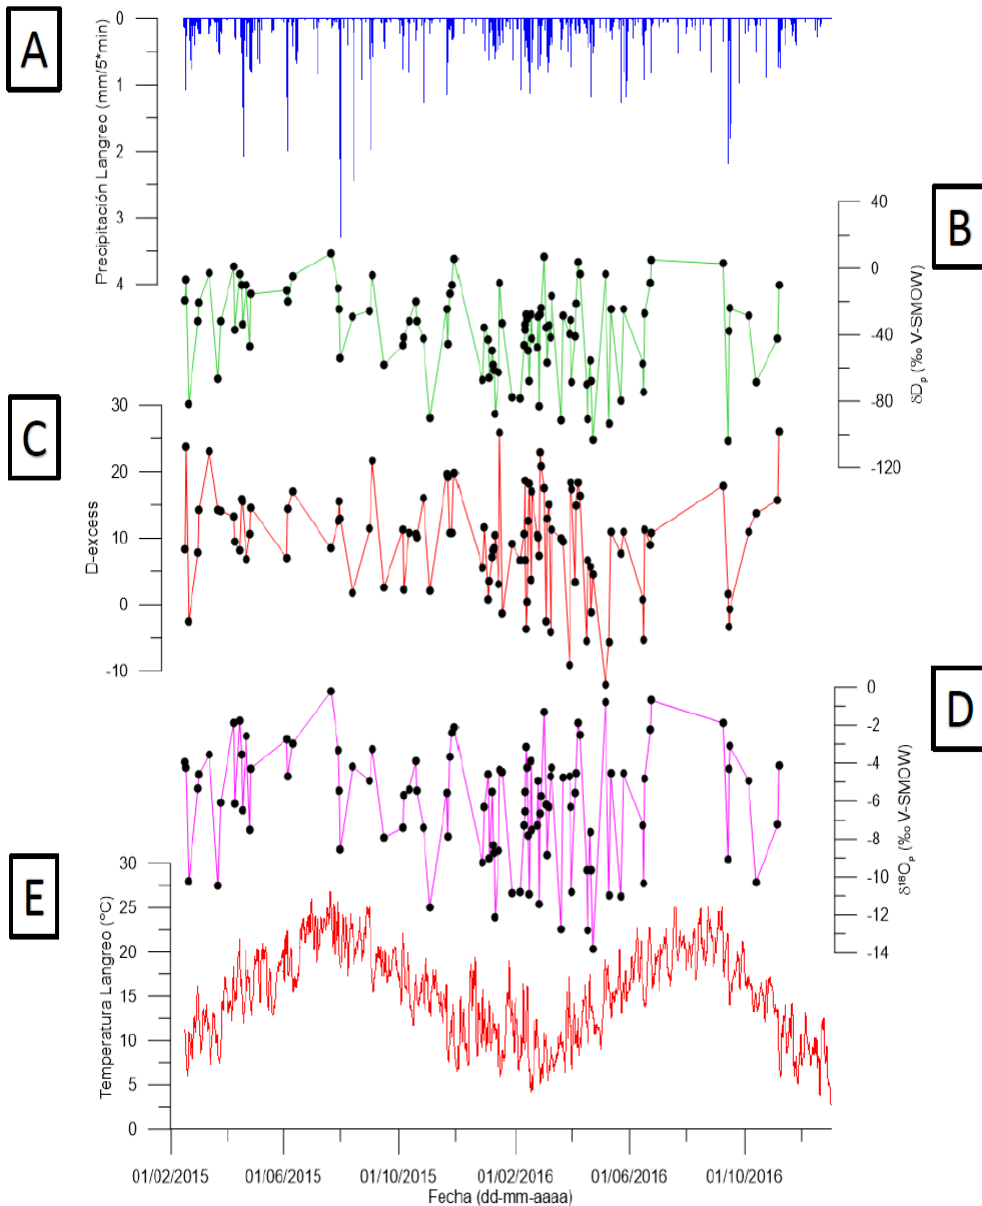 A
0
1
2
3
4
Precipitación Langreo (mm/5*min)
B
40
0
-40
-80
-120
δDp (‰ V-SMOW)
C
30
20
10
0
-10
D-excess
D
0
-2
-4
-6
-8
-10
-12
-14
δ18Op (‰ V-SMOW)
E
30
25
20
15
10
5
0
Temperatura Langreo (°C)
01/02/2015 01/06/2015 01/10/2015 01/02/2016 01/06/2016 01/10/2016
Fecha (dd-mm-aaaa)